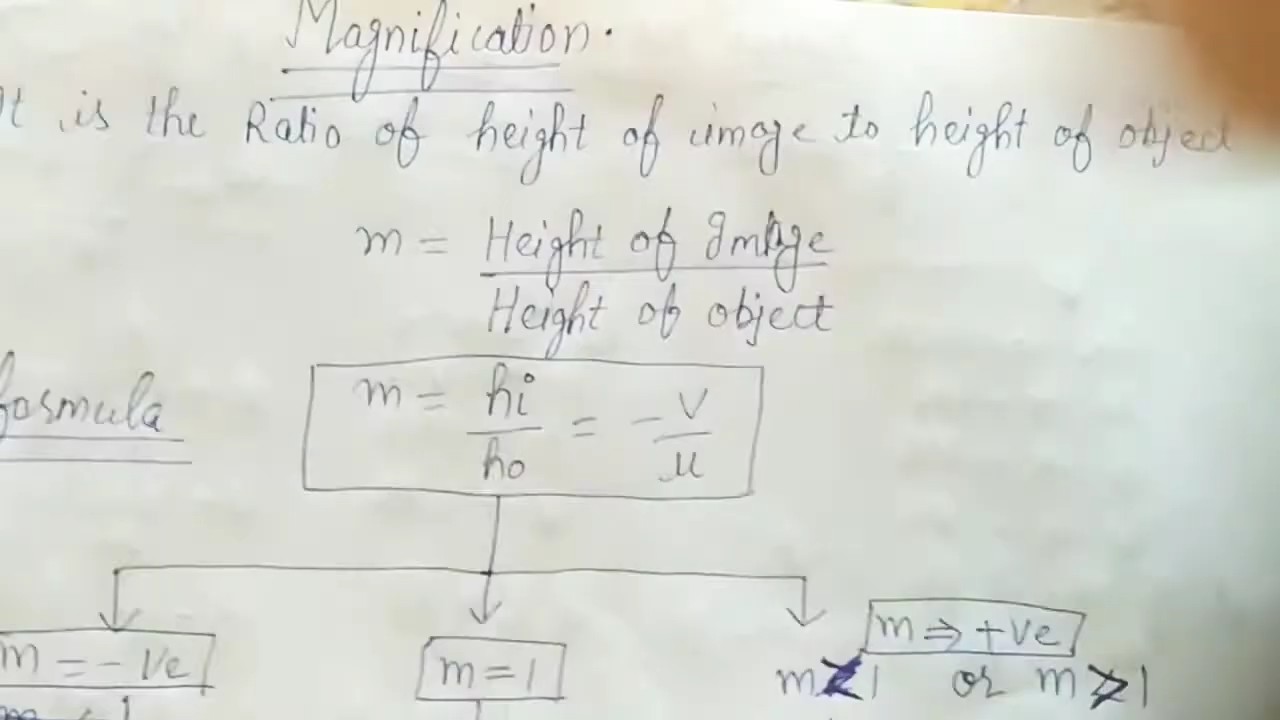 Magnification.
It is the Ratio of height of image to height of object
m = Height of Image
Height of object
formula
m = hi/ho = - v/u
m = -ve
m = 1
m ⇒ +ve
m < 1 or m > 1